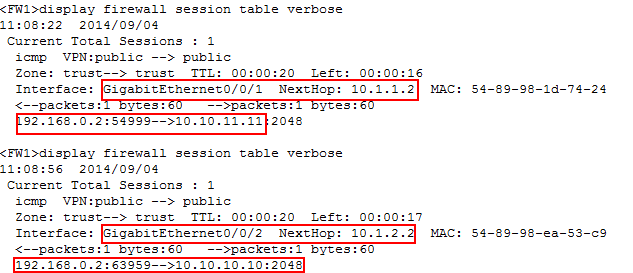 <FW1>display firewall session table verbose
11:08:22  2014/09/04
Current Total Sessions : 1
icmp  VPN:public --> public
Zone: trust--> trust  TTL: 00:00:20  Left: 00:00:16
Interface: GigabitEthernet0/0/1  NextHop: 10.1.1.2  MAC: 54-89-98-1d-74-24
<--packets:1 bytes:60   -->packets:1 bytes:60
192.168.0.2:54999-->10.10.11.11:2048
<FW1>display firewall session table verbose
11:08:56  2014/09/04
Current Total Sessions : 1
icmp  VPN:public --> public
Zone: trust--> trust  TTL: 00:00:20  Left: 00:00:17
Interface: GigabitEthernet0/0/2  NextHop: 10.1.2.2  MAC: 54-89-98-ea-53-c9
<--packets:1 bytes:60   -->packets:1 bytes:60
192.168.0.2:63959-->10.10.10.10:2048